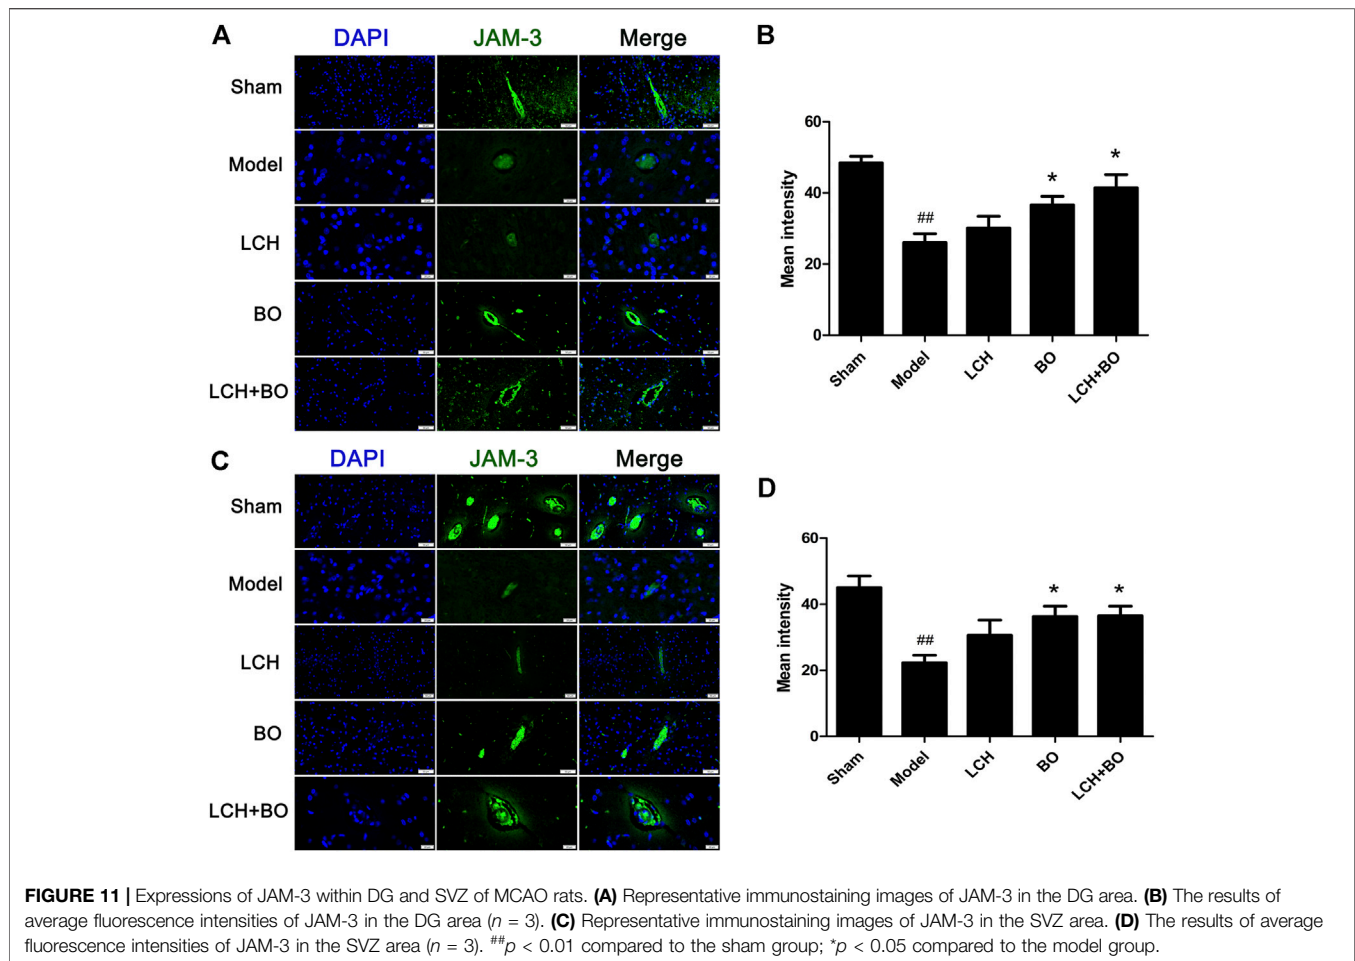 A
DAPI JAM-3 Merge
Sham
Model
LCH
BO
LCH+BO
B
Mean intensity
60
40
20
0
##
*
*
Sham Model LCH BO LCH+BO
C
DAPI JAM-3 Merge
Sham
Model
LCH
BO
LCH+BO
D
Mean intensity
60
40
20
0
##
*
*
Sham Model LCH BO LCH+BO
FIGURE 11 | Expressions of JAM-3 within DG and SVZ of MCAO rats. (A) Representative immunostaining images of JAM-3 in the DG area. (B) The results of
average fluorescence intensities of JAM-3 in the DG area (n = 3). (C) Representative immunostaining images of JAM-3 in the SVZ area. (D) The results of average
fluorescence intensities of JAM-3 in the SVZ area (n = 3). ##p < 0.01 compared to the sham group; *p < 0.05 compared to the model group.